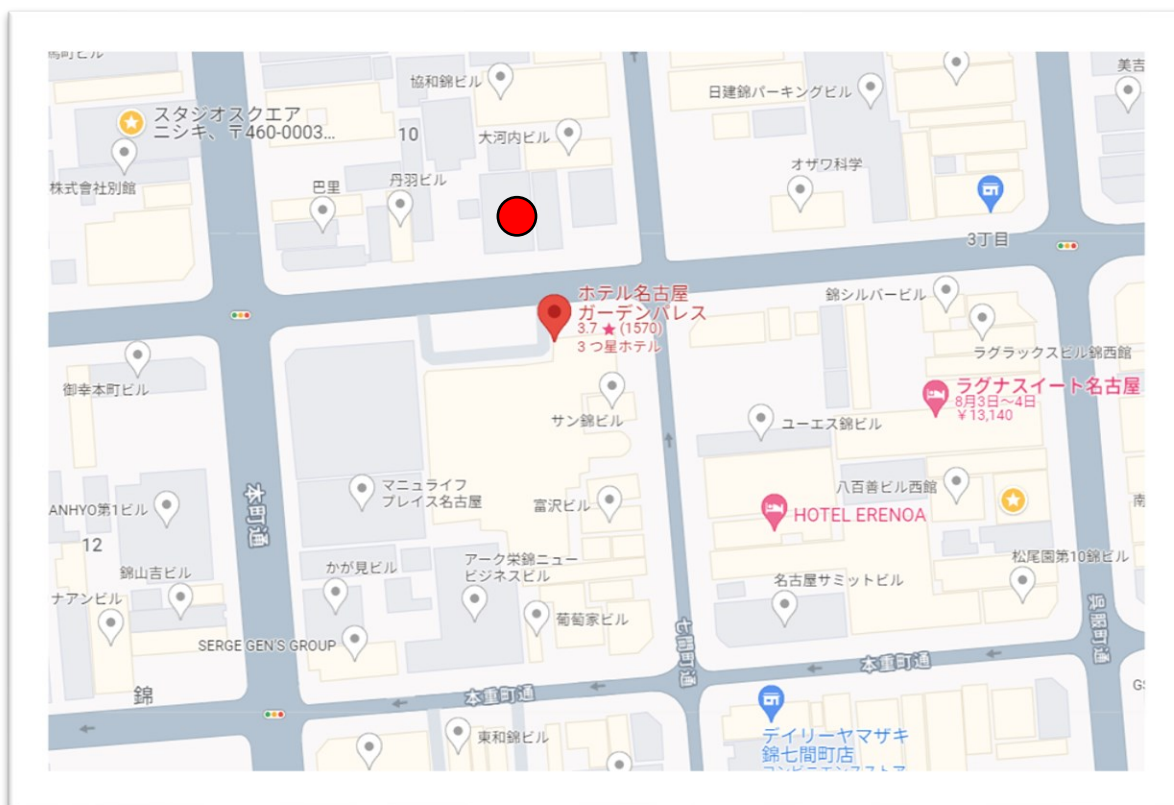 協和錦ビル
日建錦パーキングビル
美吉
スタジオスクエア
ニシキ、〒460-0003...
10
大河内ビル
株式會社別館
巴里
丹羽ビル
オザワ科学
3丁目
ホテル名古屋
ガーデンパレス
3.7 ★ (1570)
3 つ星ホテル
錦シルバービル
ラグラックスビル錦西館
御幸本町ビル
サン錦ビル
ラグナスイート名古屋
8月3日～4日
￥13,140
ユーエス錦ビル
マニュライフ
プレイス名古屋
本町通
ANHYO第1ビル
富沢ビル
八百善ビル西館
HOTEL ERENOA
南
12
錦山吉ビル
かが見ビル
アーク栄錦ニュー
ビジネスビル
名古屋サミットビル
松尾園第10錦ビル
ナアンビル
葡萄家ビル
SERGE GEN'S GROUP
七間町通
呉服町通
本重町通
錦
本重町通
東和錦ビル
デイリーヤマザキ
錦七間町店
コンビニエンスストア